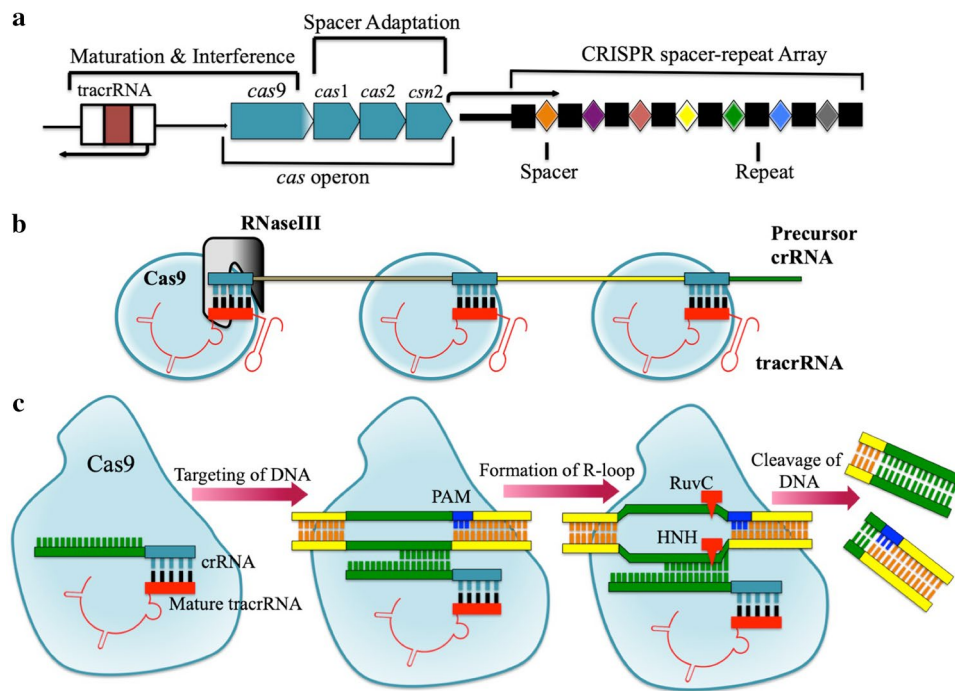 a
Spacer Adaptation
Maturation & Interference
CRISPR spacer-repeat Array
tracrRNA
cas9
cas1
cas2
csn2
Spacer
Repeat
cas operon
b
RNaseIII
Precursor
crRNA
Cas9
tracrRNA
c
Cas9
Targeting of DNA
PAM
Formation of R-loop
RuvC
Cleavage of
DNA
HNH
crRNA
Mature tracrRNA